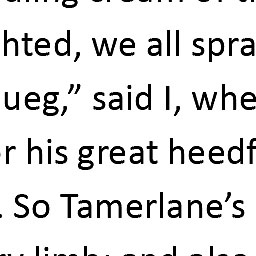 hted, we all spra
ueg,” said I, whe
r his great heedf
. So Tamerlane’s